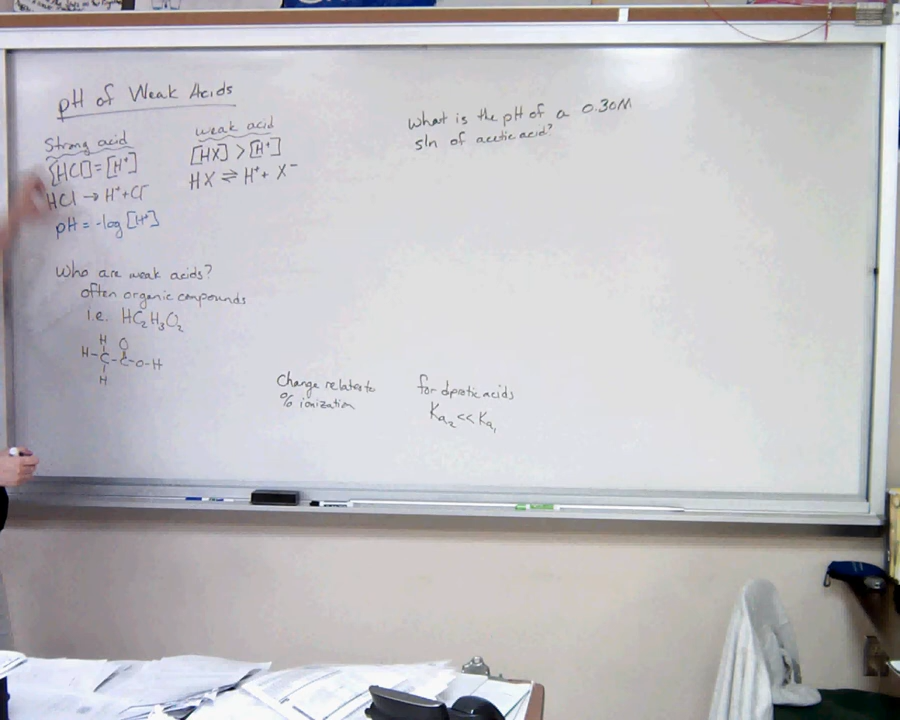 pH of Weak Acids
Strong acid
[HCl] = [H⁺]
HCl → H⁺ + Cl⁻
pH = -log [H⁺]
weak acid
[HX] > [H⁺]
HX ⇌ H⁺ + X⁻
Who are weak acids?
often organic compounds
i.e. HC₂H₃O₂
H O
H-C-C-O-H
H
What is the pH of a 0.30M
sln of acetic acid?
Change relates to
% ionization
for diprotic acids
Ka₂ << Ka₁